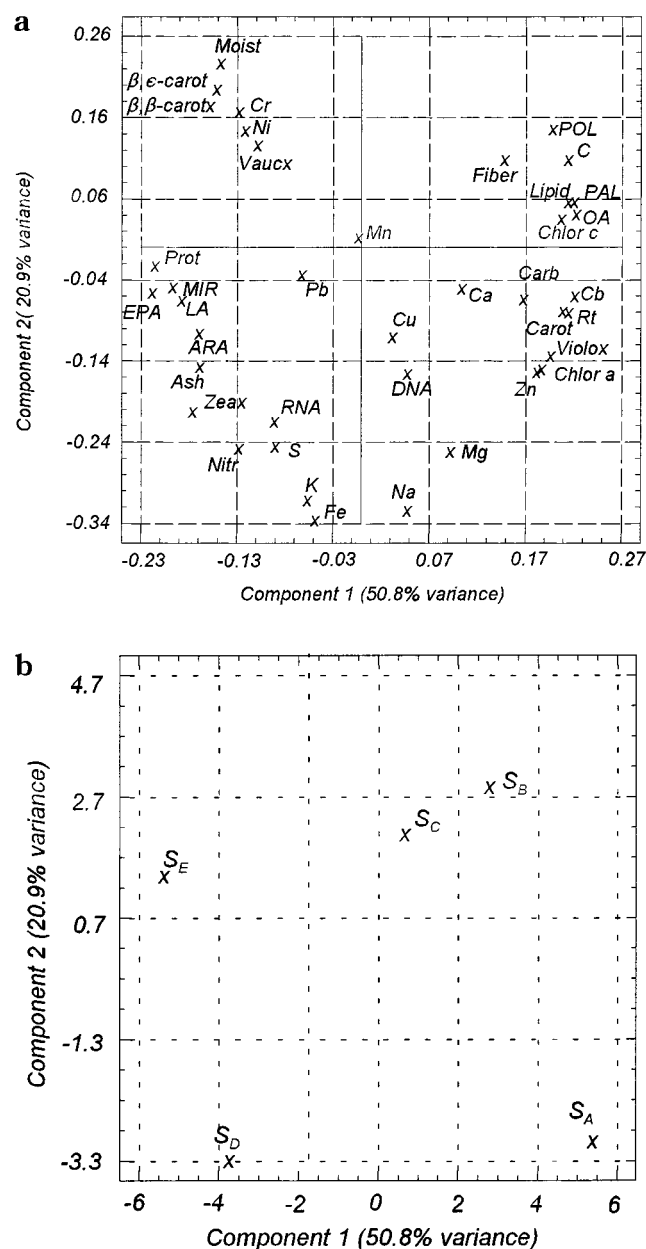 a
0.26
Moist
β,ϵ-carot
β,β-carotx
Cr
0.16
Ni
Vaucx
POL
C
Fiber
0.06
Lipid
PAL
OA
Chlor c
Mn
Prot
-0.04
MIR
Pb
Ca
Carb
Cb
EPA
LA
Carot
Rt
ARA
Cu
Violox
-0.14
Ash
DNA
Zn
Chlor a
Zea
RNA
-0.24
Nitr
S
Mg
K
Na
Fe
-0.34
-0.23 -0.13 -0.03 0.07 0.17 0.27
Component 1 (50.8% variance)
Component 2( 20.9% variance)
b
4.7
2.7
S_B
S_C
S_E
0.7
-1.3
S_A
S_D
-3.3
-6 -4 -2 0 2 4 6
Component 1 (50.8% variance)
Component 2 (20.9% variance)